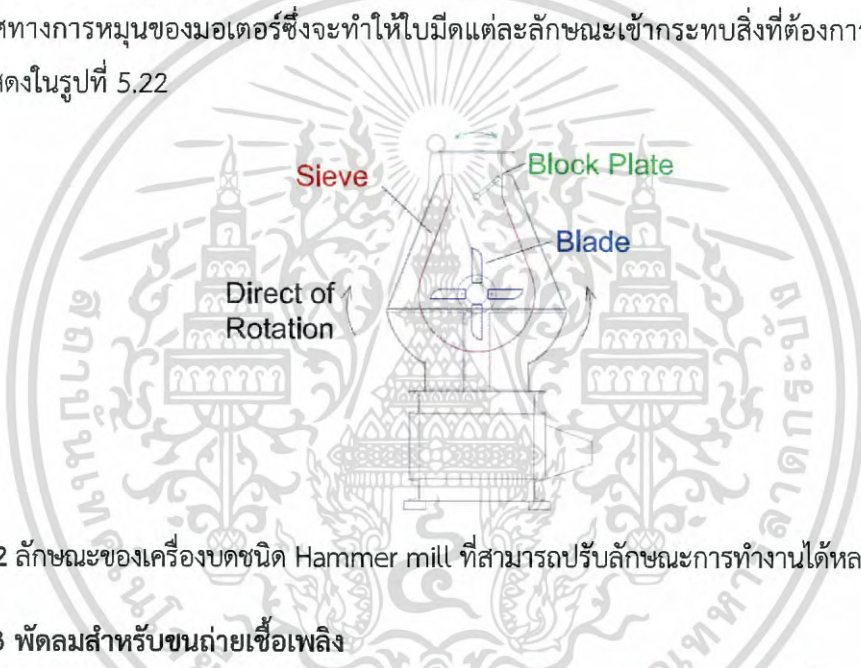 ศทางการหมุนของมอเตอร์ซึ่งจะทำให้ใบมีดแต่ละลักษณะเข้ากระทบสิ่งที่ต้องการ
สดงในรูปที่ 5.22
Sieve
Block Plate
Blade
Direct of
Rotation
2 ลักษณะของเครื่องบดชนิด Hammer mill ที่สามารถปรับลักษณะการทำงานได้หล
3 พัดลมสำหรับขนถ่ายเชื้อเพลิง